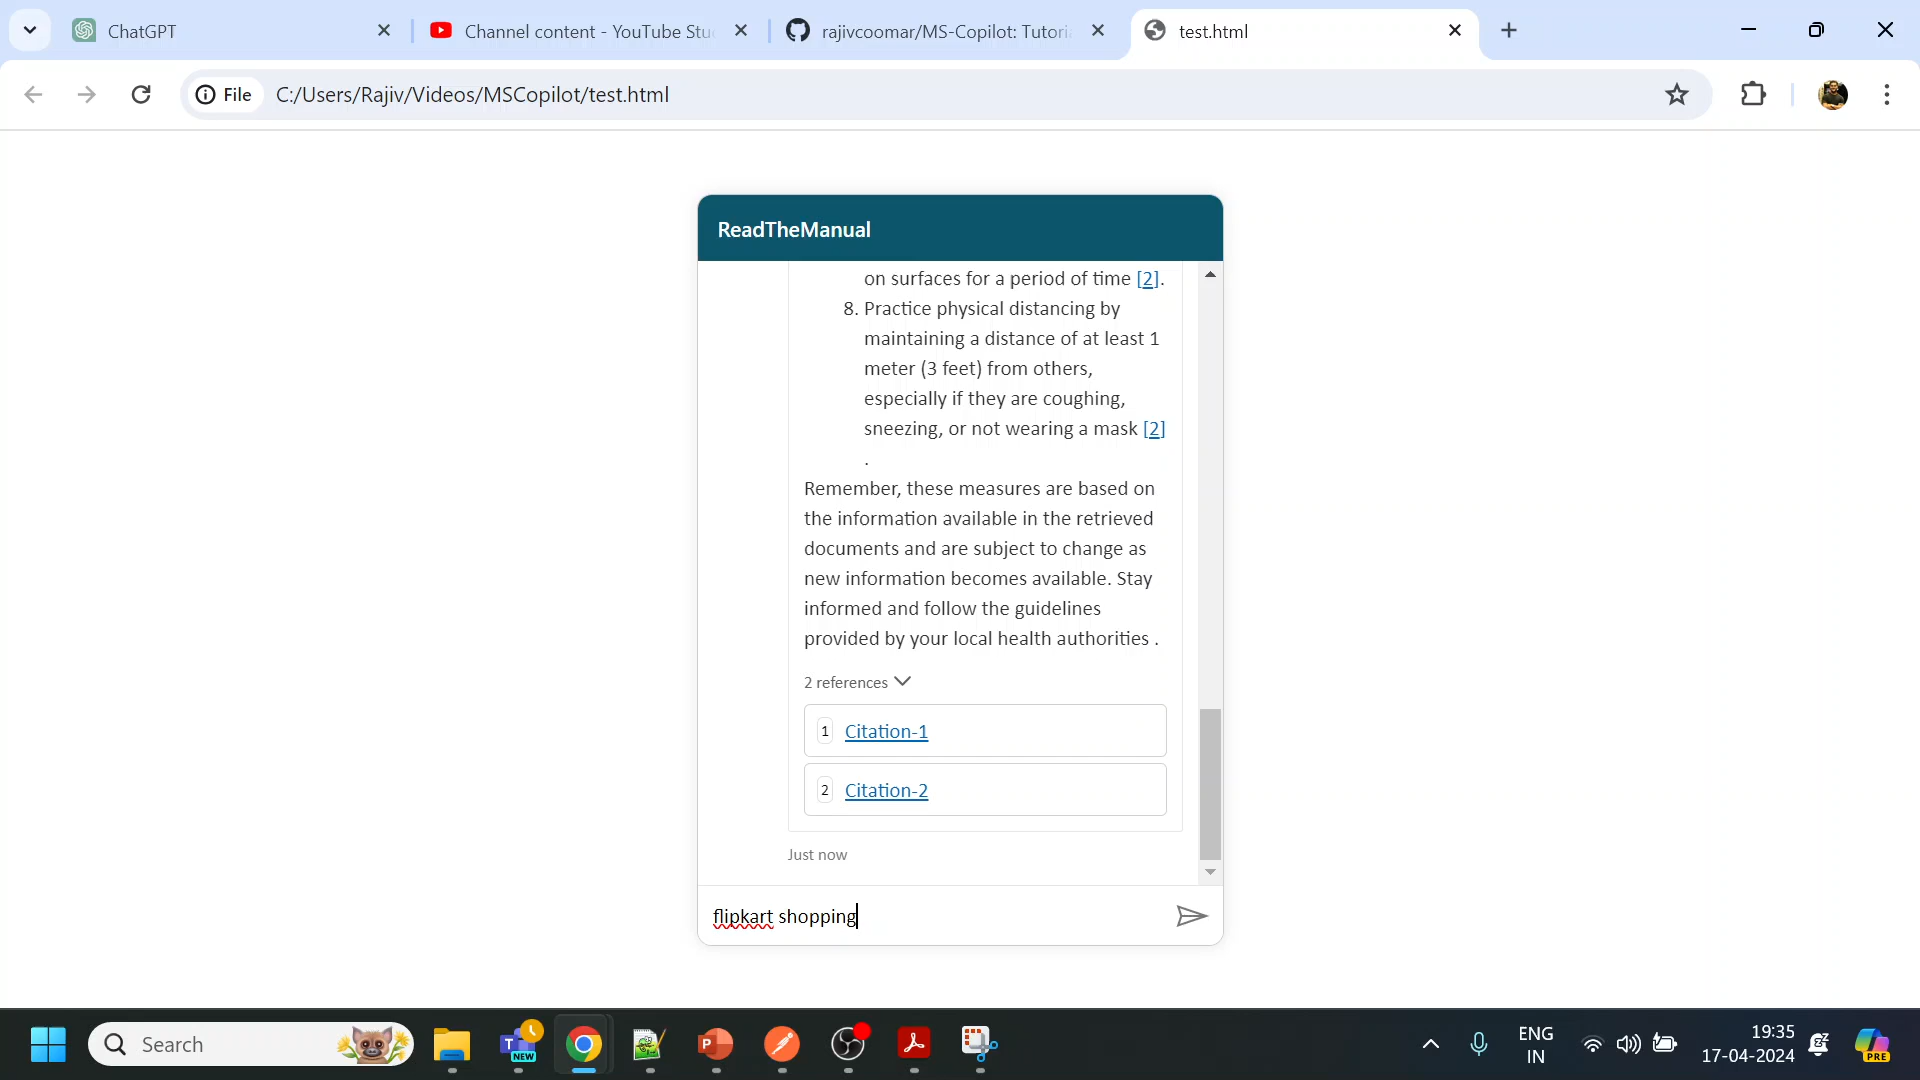 ChatGPT
Channel content - YouTube Stu
rajivcoomar/MS-Copilot: Tutori
test.html
File
C:/Users/Rajiv/Videos/MSCopilot/test.html
ReadTheManual
on surfaces for a period of time [2].
8. Practice physical distancing by
maintaining a distance of at least 1
meter (3 feet) from others,
especially if they are coughing,
sneezing, or not wearing a mask [2]
.
Remember, these measures are based on
the information available in the retrieved
documents and are subject to change as
new information becomes available. Stay
informed and follow the guidelines
provided by your local health authorities .
2 references
1 Citation-1
2 Citation-2
Just now
flipkart shopping
Search
NEW
ENG
IN
19:35
17-04-2024
PRE